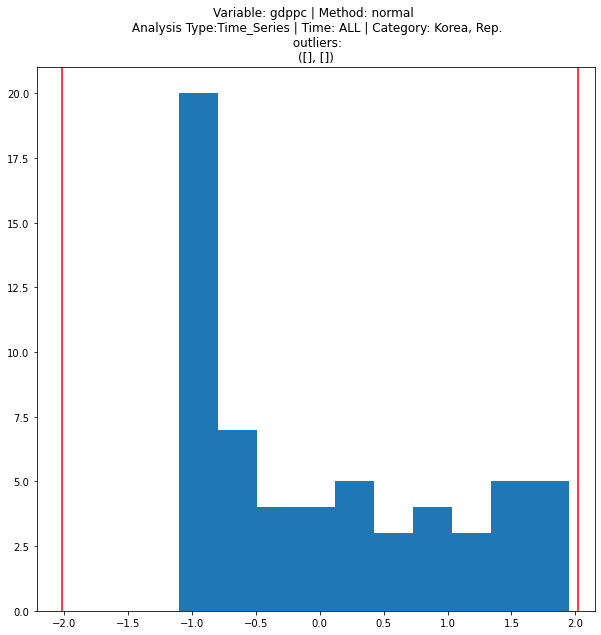 Variable: gdppc | Method: normal
Analysis Type:Time_Series | Time: ALL | Category: Korea, Rep.
outliers:
([], [])
20.0
17.5
15.0
12.5
10.0
7.5
5.0
2.5
0.0
−2.0 −1.5 −1.0 −0.5 0.0 0.5 1.0 1.5 2.0